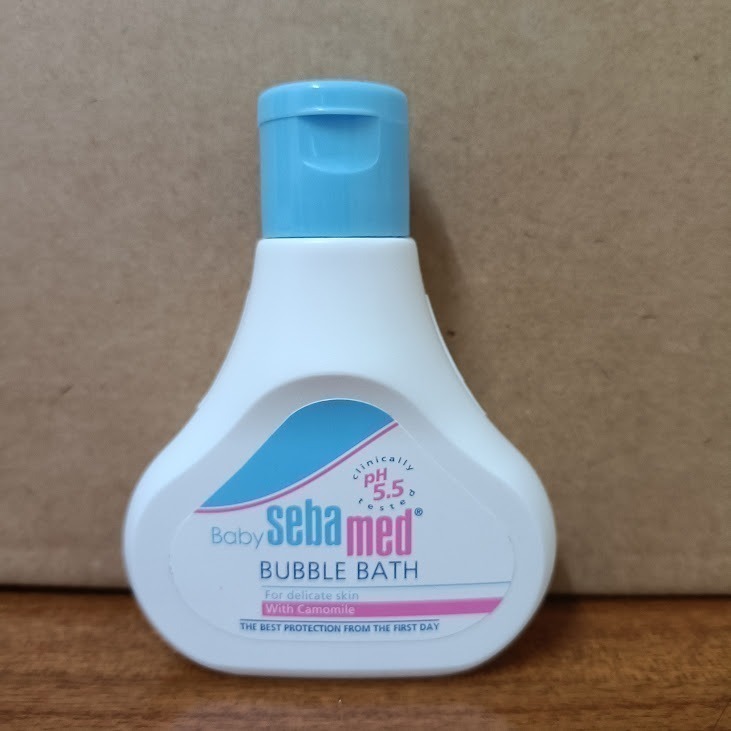 clinically
pH
5.5
tested
Baby sebamed®
BUBBLE BATH
For delicate skin
With Camomile
THE BEST PROTECTION FROM THE FIRST DAY